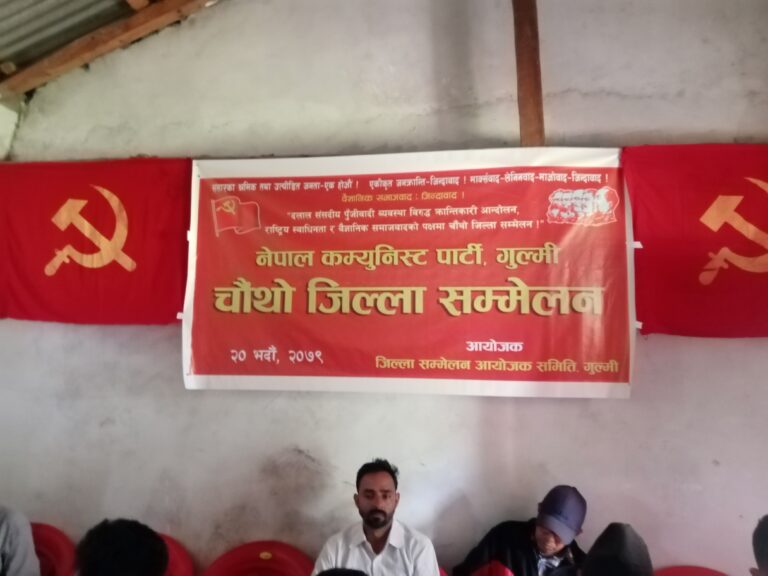 संसारका श्रमिक तथा उत्पीडित जनता-एक होऔं ! एकीकृत जनक्रान्ति-जिन्दावाद ! मार्क्सवाद-लेनिनवाद-माओवाद-जिन्दावाद !
वैज्ञानिक समाजवाद : जिन्दावाद !
"दलाल संसदीय पुँजीवादी व्यवस्था बिरुद्ध क्रान्तिकारी आन्दोलन,
राष्ट्रिय स्वाधिनता र वैज्ञानिक समाजवादको पक्षमा चौथो जिल्ला सम्मेलन !"
नेपाल कम्युनिस्ट पार्टी, गुल्मी
चौंथो जिल्ला सम्मेलन
२० भदौं, २०७९
आयोजक
जिल्ला सम्मेलन आयोजक समिति, गुल्मी